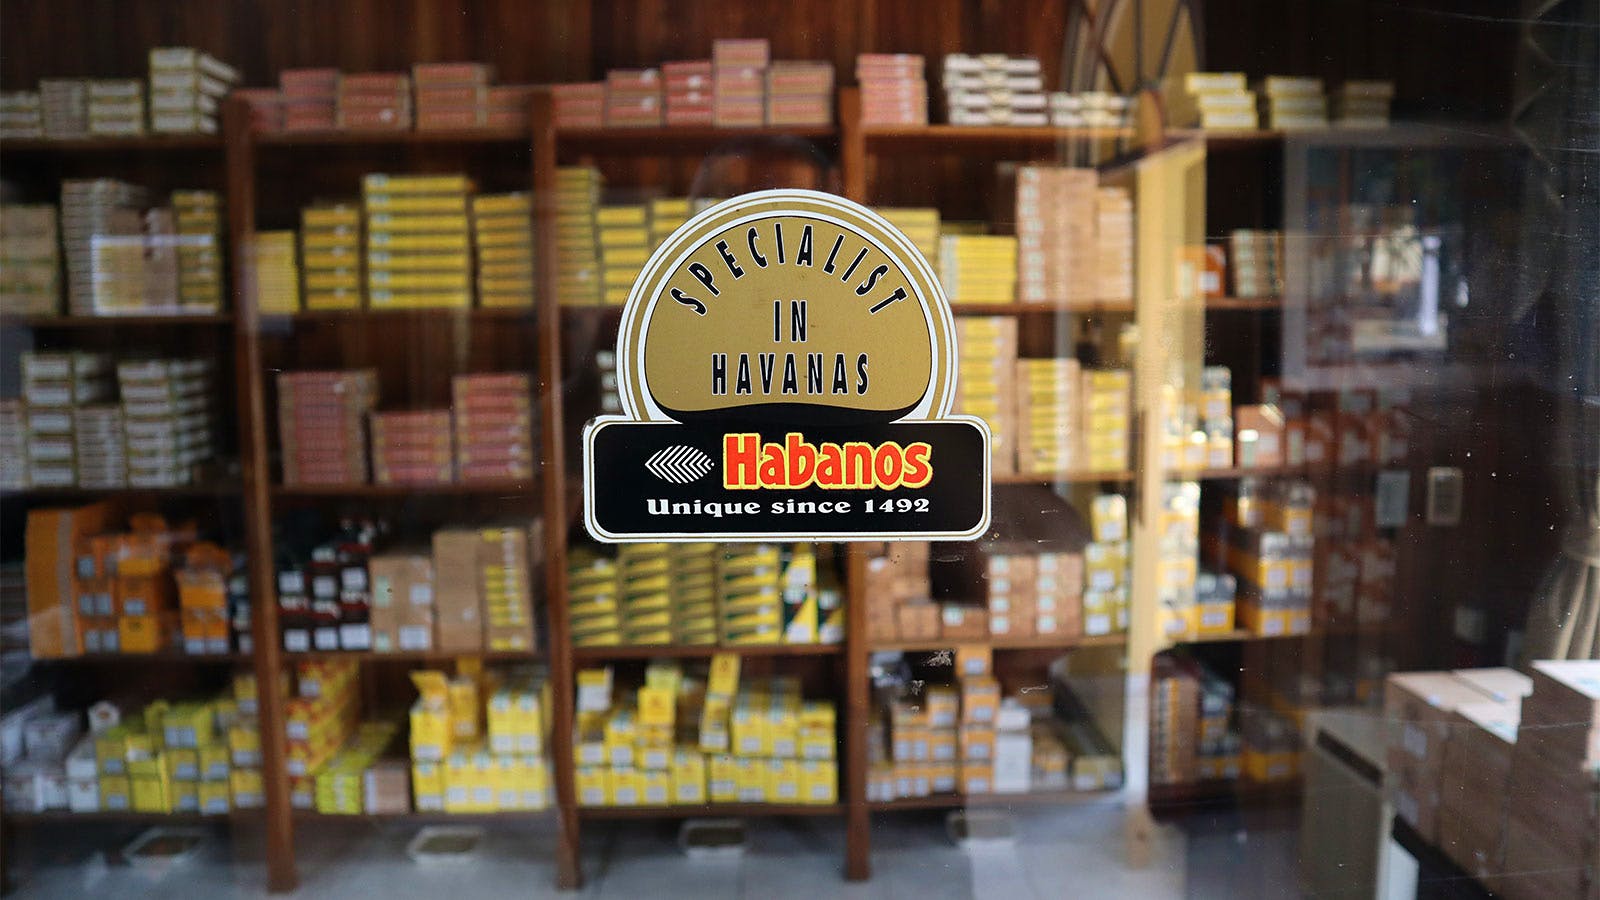 SPECIALIST
IN
HAVANAS
Habanos
Unique since 1492